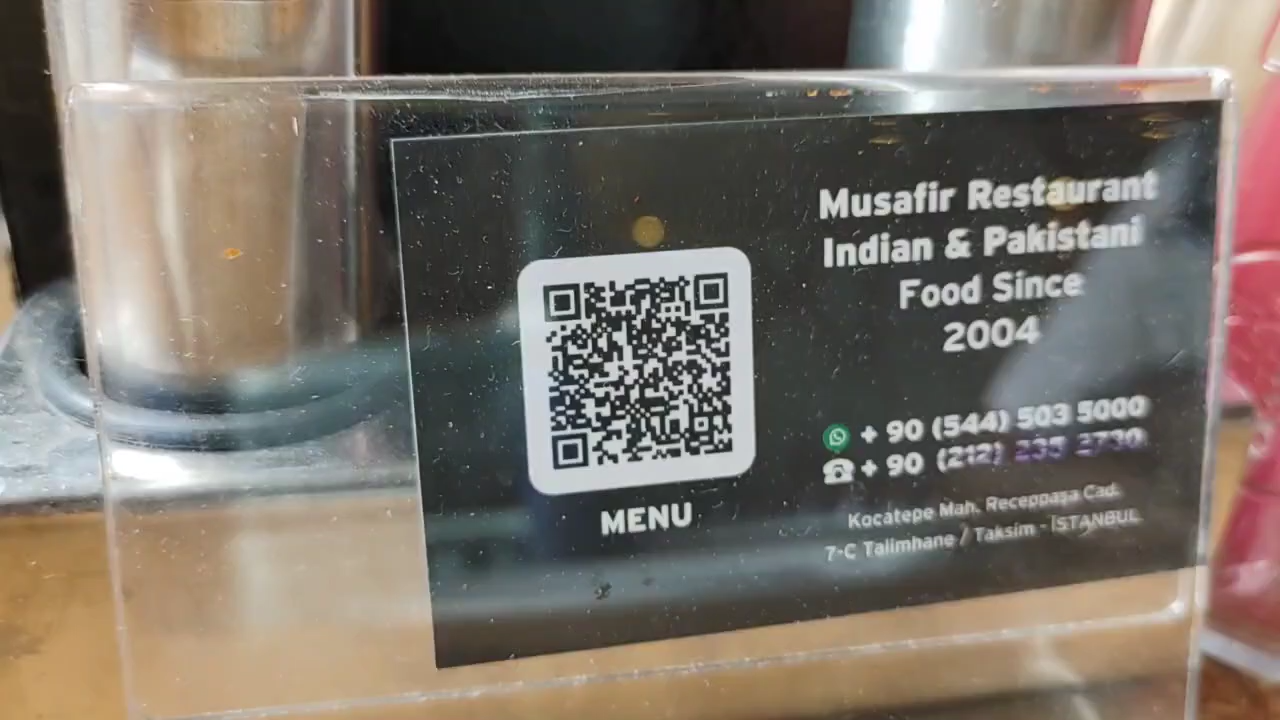 Musafir Restaurant
Indian & Pakistani
Food Since
2004
+ 90 (544) 503 5000
+ 90 (212) 235 2730
MENU
Kocatepe Mah. Receppaşa Cad.
7-C Talimhane / Taksim - İSTANBUL